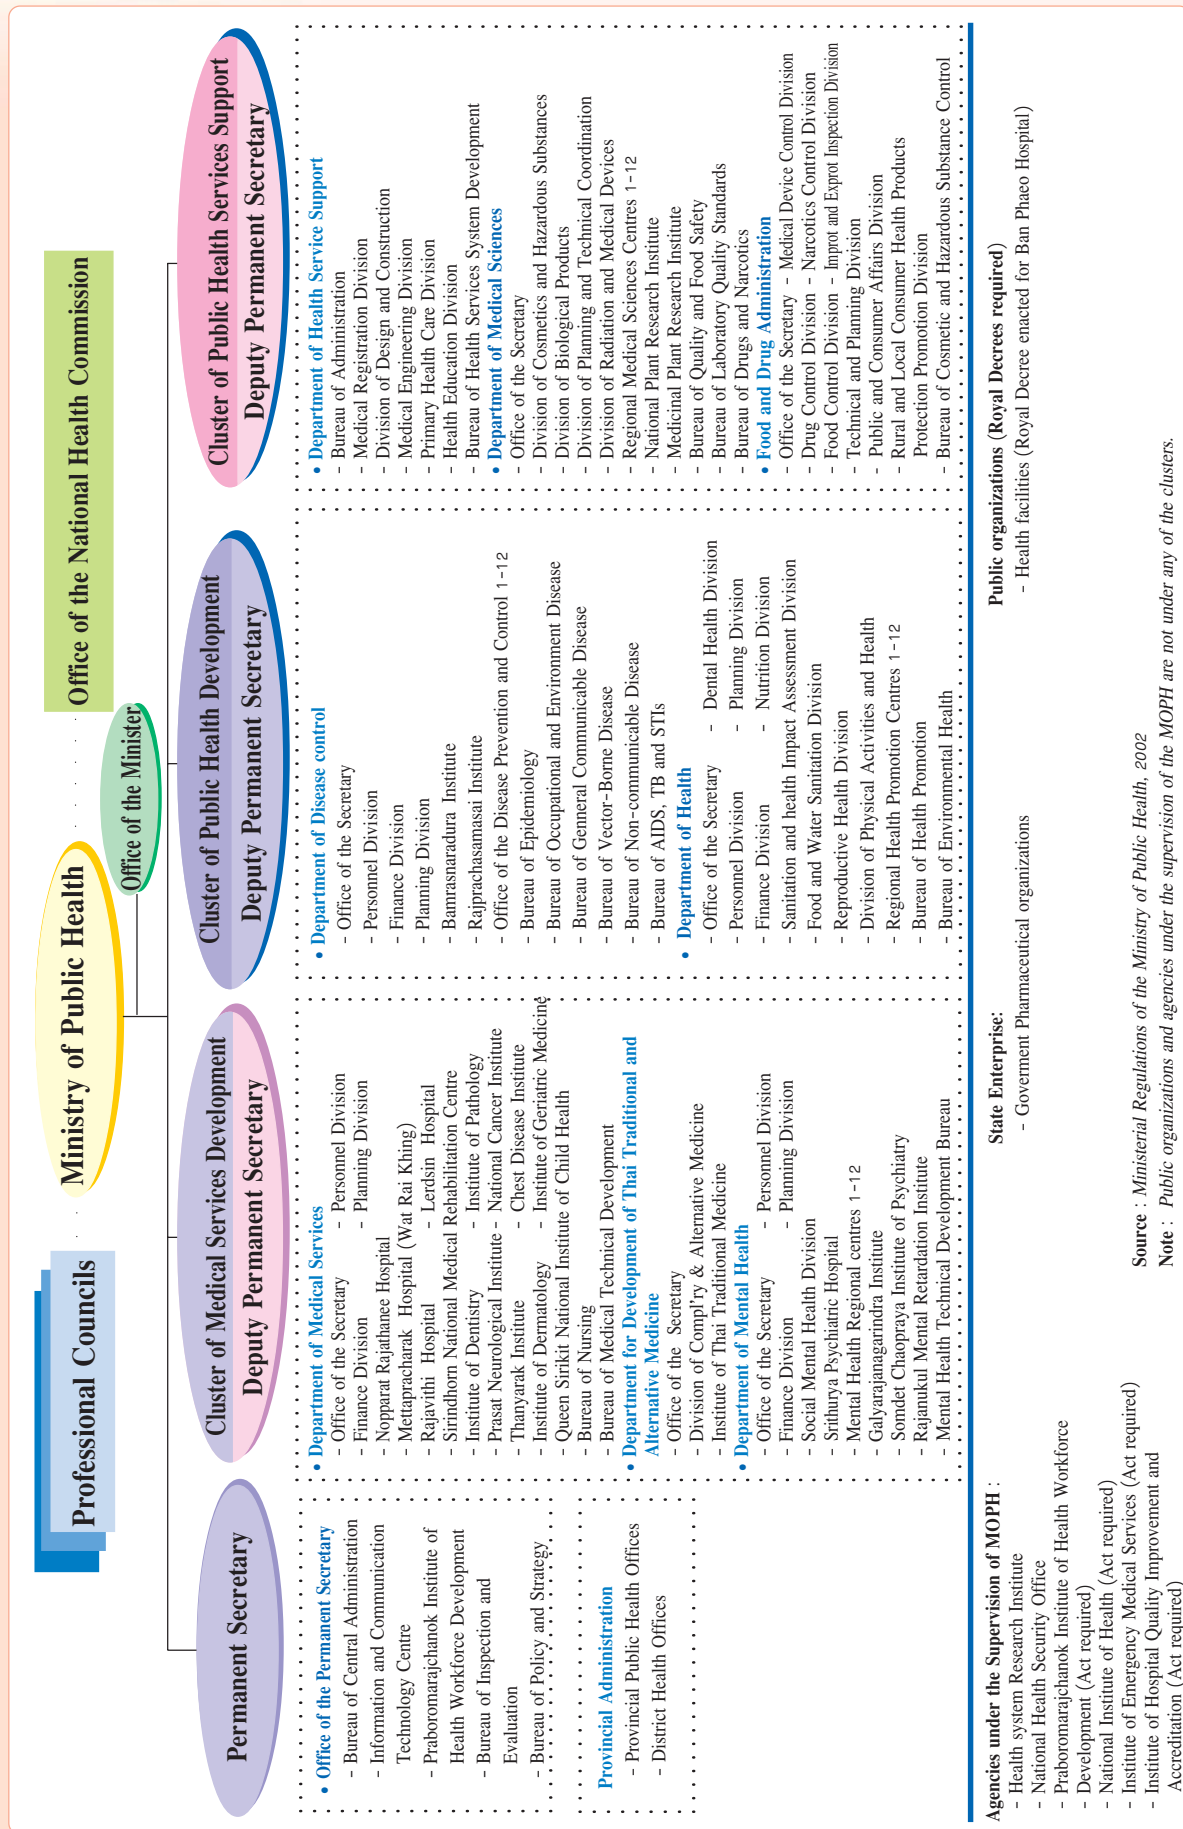 Professional Councils
Ministry of Public Health
Office of the National Health Commission
Office of the Minister
Permanent Secretary
Cluster of Medical Services Development
Deputy Permanent Secretary
Cluster of Public Health Development
Deputy Permanent Secretary
Cluster of Public Health Services Support
Deputy Permanent Secretary
• Office of the Permanent Secretary
- Bureau of Central Administration
- Information and Communication
Technology Centre
- Praboromarajchanok Institute of
Health Workforce Development
- Bureau of Inspection and
Evaluation
- Bureau of Policy and Strategy
Provincial Administration
- Provincial Public Health Offices
- District Health Offices
• Department of Medical Services
- Office of the Secretary - Personnel Division
- Finance Division - Planning Division
- Nopparat Rajathanee Hospital
- Mettapracharak Hospital (Wat Rai Khing)
- Rajavithi Hospital - Lerdsin Hospital
- Sirindhorn National Medical Rehabilitation Centre
- Institute of Dentistry - Institute of Pathology
- Prasat Neurological Institute - National Cancer Institute
- Thanyarak Institute - Chest Disease Institute
- Institute of Dermatology - Institute of Geriatric Medicine
- Queen Sirikit National Institute of Child Health
- Bureau of Nursing
- Bureau of Medical Technical Development
• Department for Development of Thai Traditional and
Alternative Medicine
- Office of the Secretary
- Division of Compl'ry & Alternative Medicine
- Institute of Thai Traditional Medicine
• Department of Mental Health
- Office of the Secretary - Personnel Division
- Finance Division - Planning Division
- Social Mental Health Division
- Srithurya Psychiatric Hospital
- Mental Health Regional centres 1-12
- Galyarajanagarindra Institute
- Somdet Chaopraya Institute of Psychiatry
- Rajanukul Mental Retardation Institute
- Mental Health Technical Development Bureau
• Department of Disease control
- Office of the Secretary
- Personnel Division
- Finance Division
- Planning Division
- Bamrasnaradura Institute
- Rajprachasamasai Institute
- Office of the Disease Prevention and Control 1-12
- Bureau of Epidemiology
- Bureau of Occupational and Environment Disease
- Bureau of Genneral Communicable Disease
- Bureau of Vector-Borne Disease
- Bureau of Non-communicable Disease
- Bureau of AIDS, TB and STIs
• Department of Health
- Office of the Secretary - Dental Health Division
- Personnel Division - Planning Division
- Finance Division - Nutrition Division
- Sanitation and health Impact Assessment Division
- Food and Water Sanitation Division
- Reproductive Health Division
- Division of Physical Activities and Health
- Regional Health Promotion Centres 1-12
- Bureau of Health Promotion
- Bureau of Environmental Health
• Department of Health Service Support
- Bureau of Administration
- Medical Registration Division
- Division of Design and Construction
- Medical Engineering Division
- Primary Health Care Division
- Health Education Division
- Bureau of Health Services System Development
• Department of Medical Sciences
- Office of the Secretary
- Division of Cosmetics and Hazardous Substances
- Division of Biological Products
- Division of Planning and Technical Coordination
- Division of Radiation and Medical Devices
- Regional Medical Sciences Centres 1-12
- National Plant Research Institute
- Medicinal Plant Research Institute
- Bureau of Quality and Food Safety
- Bureau of Laboratory Quality Standards
- Bureau of Drugs and Narcotics
• Food and Drug Administration
- Office of the Secretary - Medical Device Control Division
- Drug Control Division - Narcotics Control Division
- Food Control Division - Improt and Exprot Inspection Division
- Technical and Planning Division
- Public and Consumer Affairs Division
- Rural and Local Consumer Health Products
Protection Promotion Division
- Bureau of Cosmetic and Hazardous Substance Control
Agencies under the Supervision of MOPH :
- Health system Research Institute
- National Health Security Office
- Praboromarajchanok Institute of Health Workforce
- Development (Act required)
- National Institute of Health (Act required)
- Institute of Emergency Medical Services (Act required)
- Institute of Hospital Quality Improvement and
Accreditation (Act required)
State Enterprise:
- Goverment Pharmaceutical organizations
Public organizations (Royal Decrees required)
- Health facilities (Royal Decree enacted for Ban Phaeo Hospital)
Source : Ministerial Regulations of the Ministry of Public Health, 2002
Note : Public organizations and agencies under the supervision of the MOPH are not under any of the clusters.